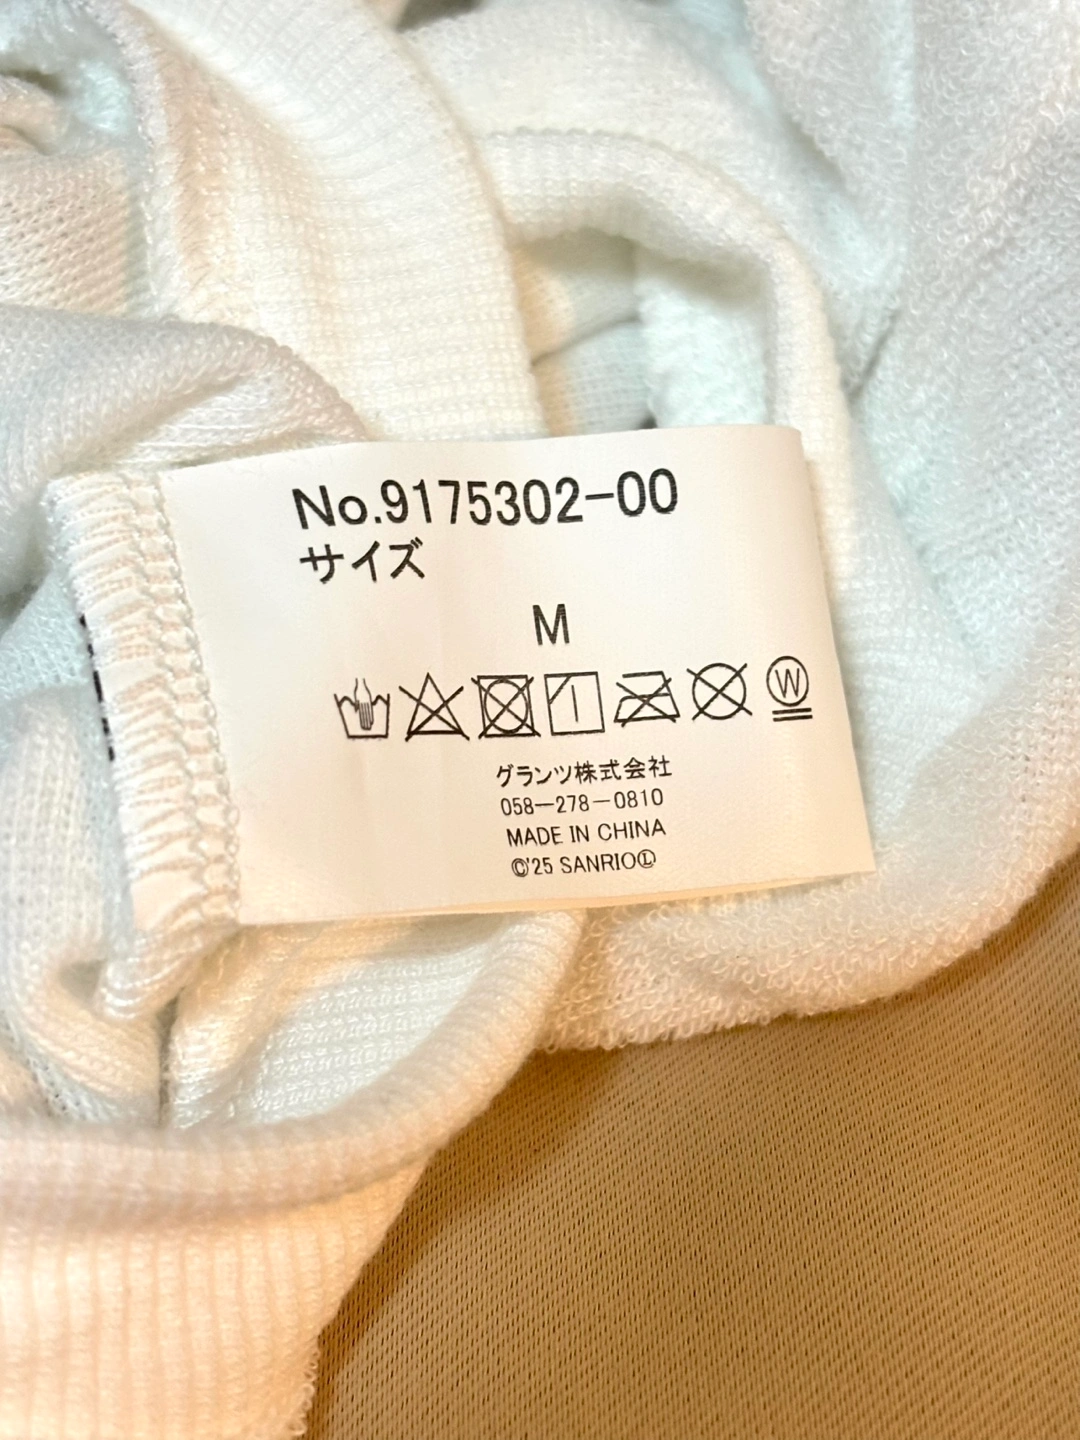 No.9175302-00
サイズ
M
W
グランツ株式会社
058-278-0810
MADE IN CHINA
©'25 SANRIOⓁ